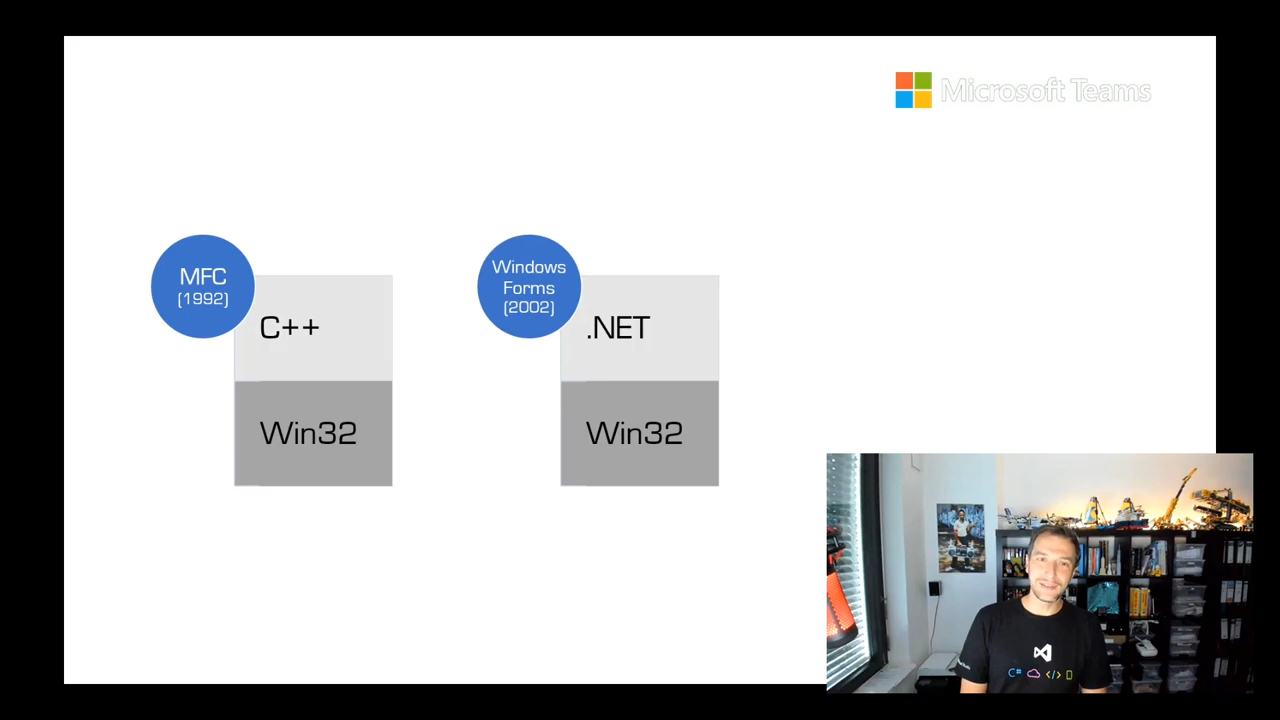 Microsoft Teams
MFC
(1992)
C++
Win32
Windows
Forms
(2002)
.NET
Win32
C# </>